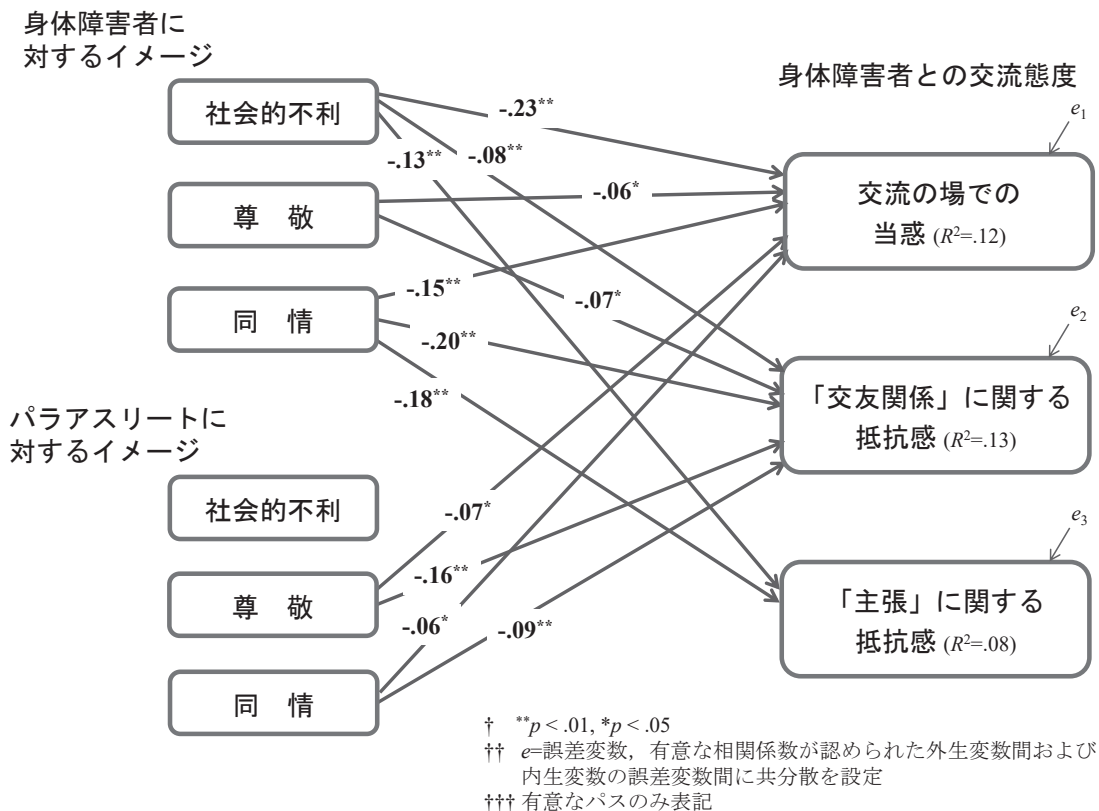 身体障害者に
対するイメージ
社会的不利
尊 敬
同 情
パラアスリートに
対するイメージ
社会的不利
尊 敬
同 情
-.23**
-.13**
-.08**
-.06*
-.15**
-.07*
-.20**
-.18**
-.07*
-.16**
-.06*
-.09**
身体障害者との交流態度
e1
交流の場での
当惑 (R²=.12)
e2
「交友関係」に関する
抵抗感 (R²=.13)
e3
「主張」に関する
抵抗感 (R²=.08)
† **p < .01, *p < .05
†† e=誤差変数，有意な相関係数が認められた外生変数間および
内生変数の誤差変数間に共分散を設定
††† 有意なパスのみ表記